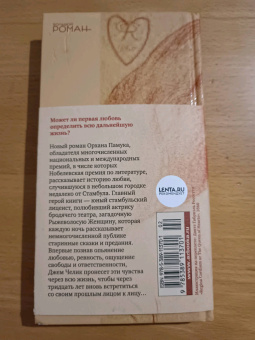 РОМАН
Может ли первая любовь
определить всю дальнейшую
жизнь?
Новый роман Орхана Памука,
обладателя многочисленных
национальных и международных
премий, в числе которых
Нобелевская премия по литературе,
рассказывает историю любви,
случившуюся в небольшом городке
недалеко от Стамбула. Главный
герой книги — юный стамбульский
лицеист, полюбивший актрису
бродячего театра, загадочную
Рыжеволосую Женщину, которая
каждую ночь рассказывает
немногочисленной публике
старинные сказки и предания.
Впервые познав опьянение
любовью, ревность, ощущение
свободы и ответственности,
Джем Челик пронесет эти чувства
через всю жизнь, чтобы через
тридцать лет вновь встретиться
со своим прошлым лицом к лицу...
LENTA.RU